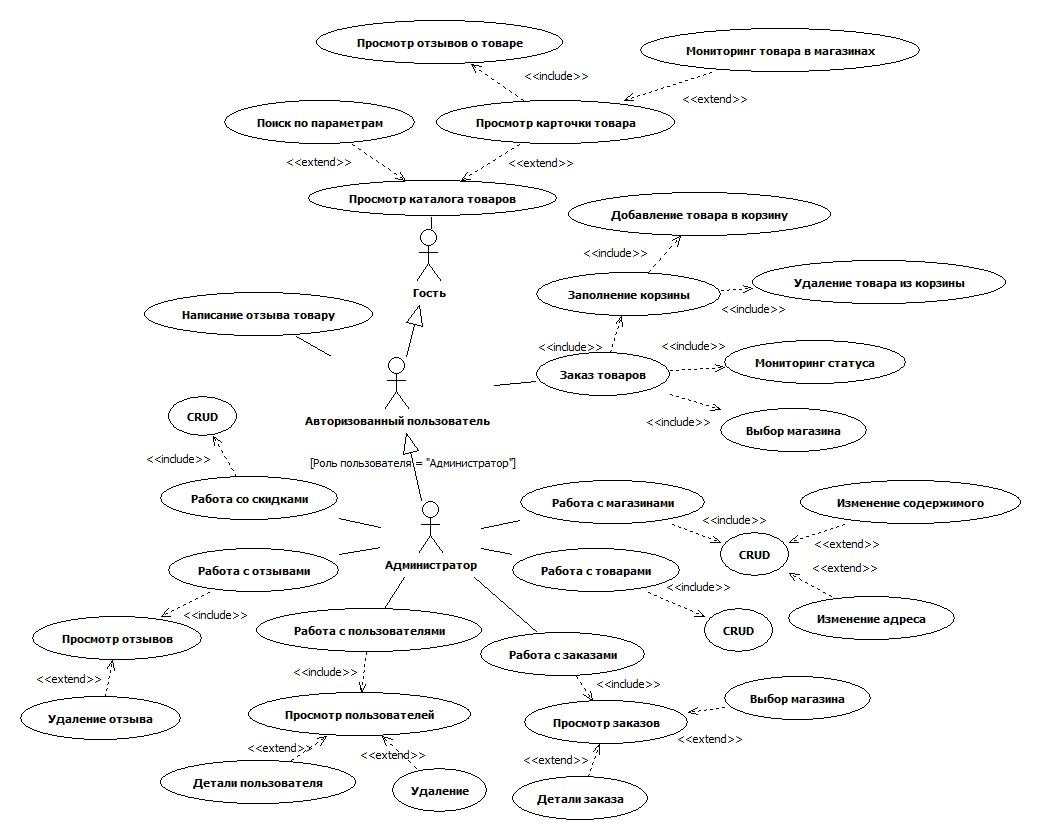 Просмотр отзывов о товаре
Мониторинг товара в магазинах
<<include>>
<<extend>>
Поиск по параметрам
Просмотр карточки товара
<<extend>>
<<extend>>
Просмотр каталога товаров
Добавление товара в корзину
<<include>>
Гость
Заполнение корзины
Удаление товара из корзины
<<include>>
Написание отзыва товару
<<include>>
<<include>>
Заказ товаров
Мониторинг статуса
CRUD
Авторизованный пользователь
<<include>>
Выбор магазина
<<include>>
[Роль пользователя = "Администратор"]
Работа со скидками
Работа с магазинами
Изменение содержимого
<<include>>
<<extend>>
CRUD
Администратор
Работа с отзывами
Работа с товарами
<<extend>>
<<include>>
<<include>>
Изменение адреса
Просмотр отзывов
Работа с пользователями
CRUD
Работа с заказами
<<extend>>
<<include>>
<<include>>
Удаление отзыва
Просмотр пользователей
Просмотр заказов
Выбор магазина
<<extend>>
<<extend>>
<<extend>>
<<extend>>
Детали пользователя
Удаление
Детали заказа